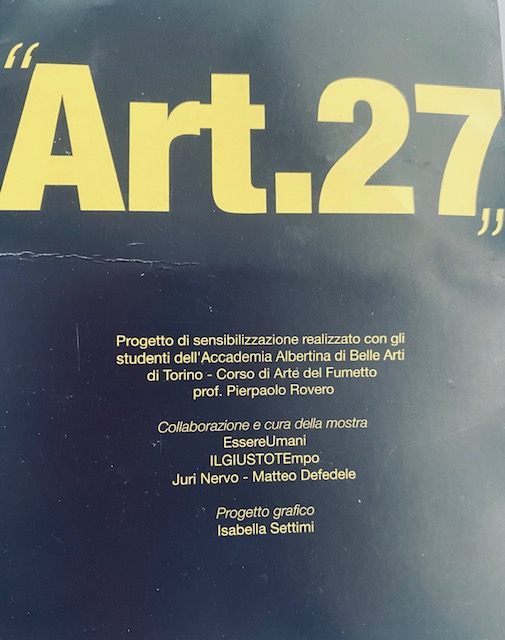 “Art.27”
Progetto di sensibilizzazione realizzato con gli
studenti dell'Accademia Albertina di Belle Arti
di Torino - Corso di Arte del Fumetto
prof. Pierpaolo Rovero
Collaborazione e cura della mostra
EssereUmani
ILGIUSTOTEmpo
Juri Nervo - Matteo Defedele
Progetto grafico
Isabella Settimi